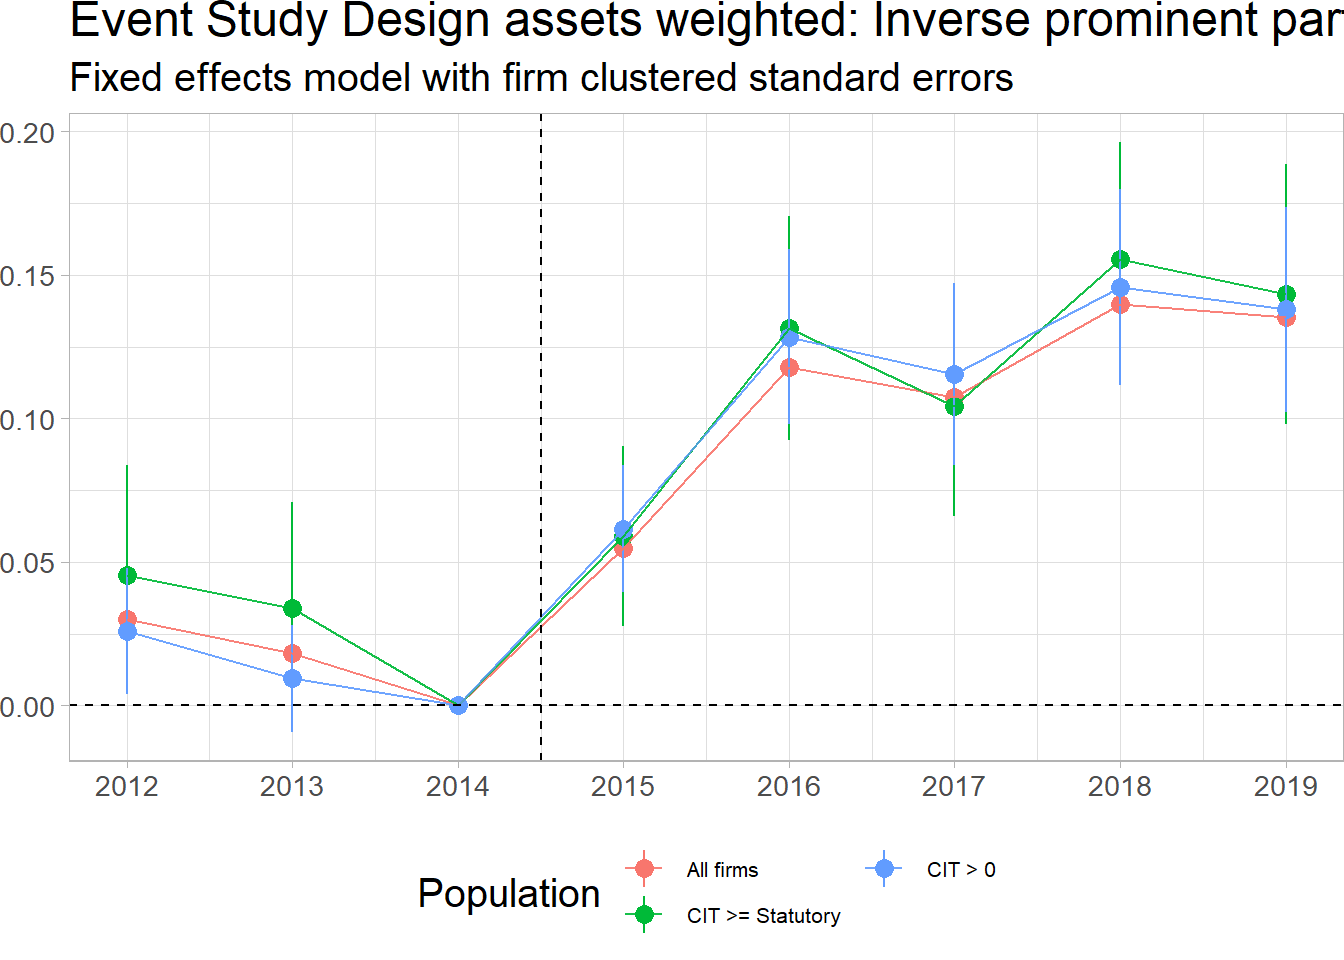 Event Study Design assets weighted: Inverse prominent par
Fixed effects model with firm clustered standard errors
0.20
0.15
0.10
0.05
0.00
2012 2013 2014 2015 2016 2017 2018 2019
Population
All firms
CIT > 0
CIT >= Statutory